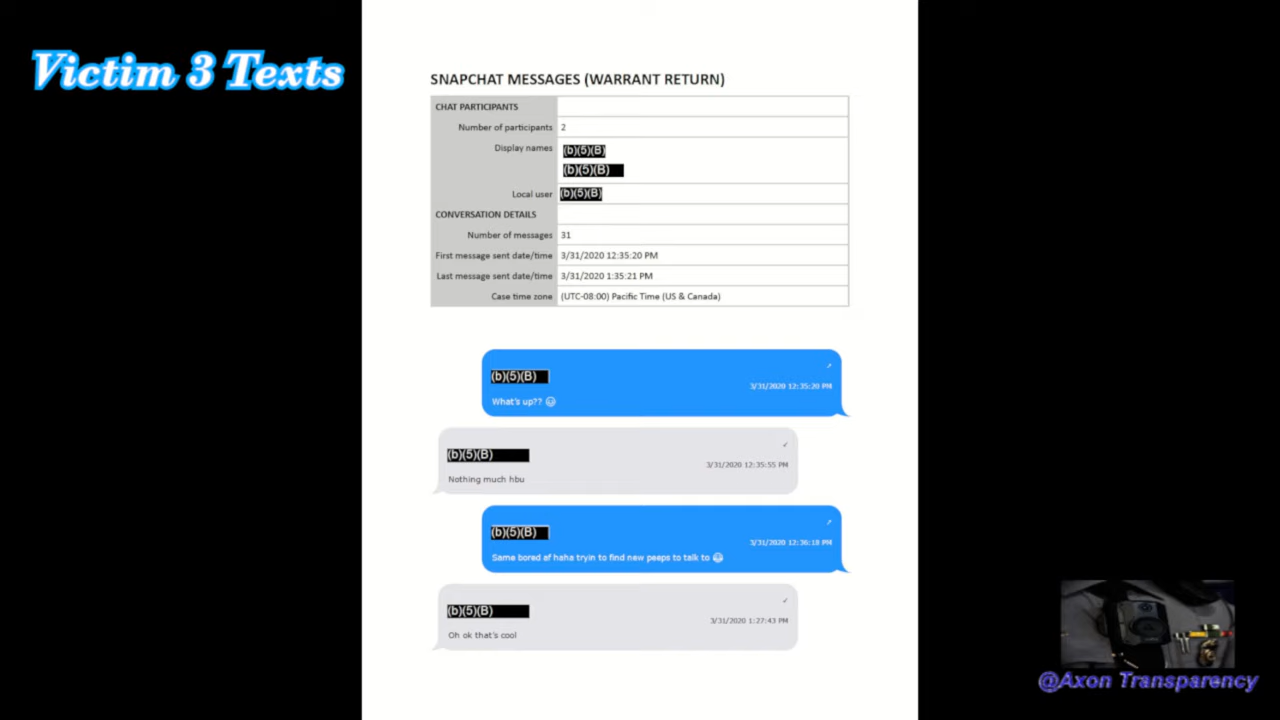 Victim 3 Texts
SNAPCHAT MESSAGES (WARRANT RETURN)
CHAT PARTICIPANTS
Number of participants 2
Display names (b)(5)(B)
(b)(5)(B)
Local user (b)(5)(B)
CONVERSATION DETAILS
Number of messages 31
First message sent date/time 3/31/2020 12:35:20 PM
Last message sent date/time 3/31/2020 1:35:21 PM
Case time zone (UTC-08:00) Pacific Time (US & Canada)
(b)(5)(B)
3/31/2020 12:35:20 PM
What's up??
(b)(5)(B)
3/31/2020 12:35:55 PM
Nothing much hbu
(b)(5)(B)
3/31/2020 12:36:19 PM
Same bored af haha tryin to find new peeps to talk to
(b)(5)(B)
3/31/2020 1:27:43 PM
Oh ok that's cool
@Axon Transparency